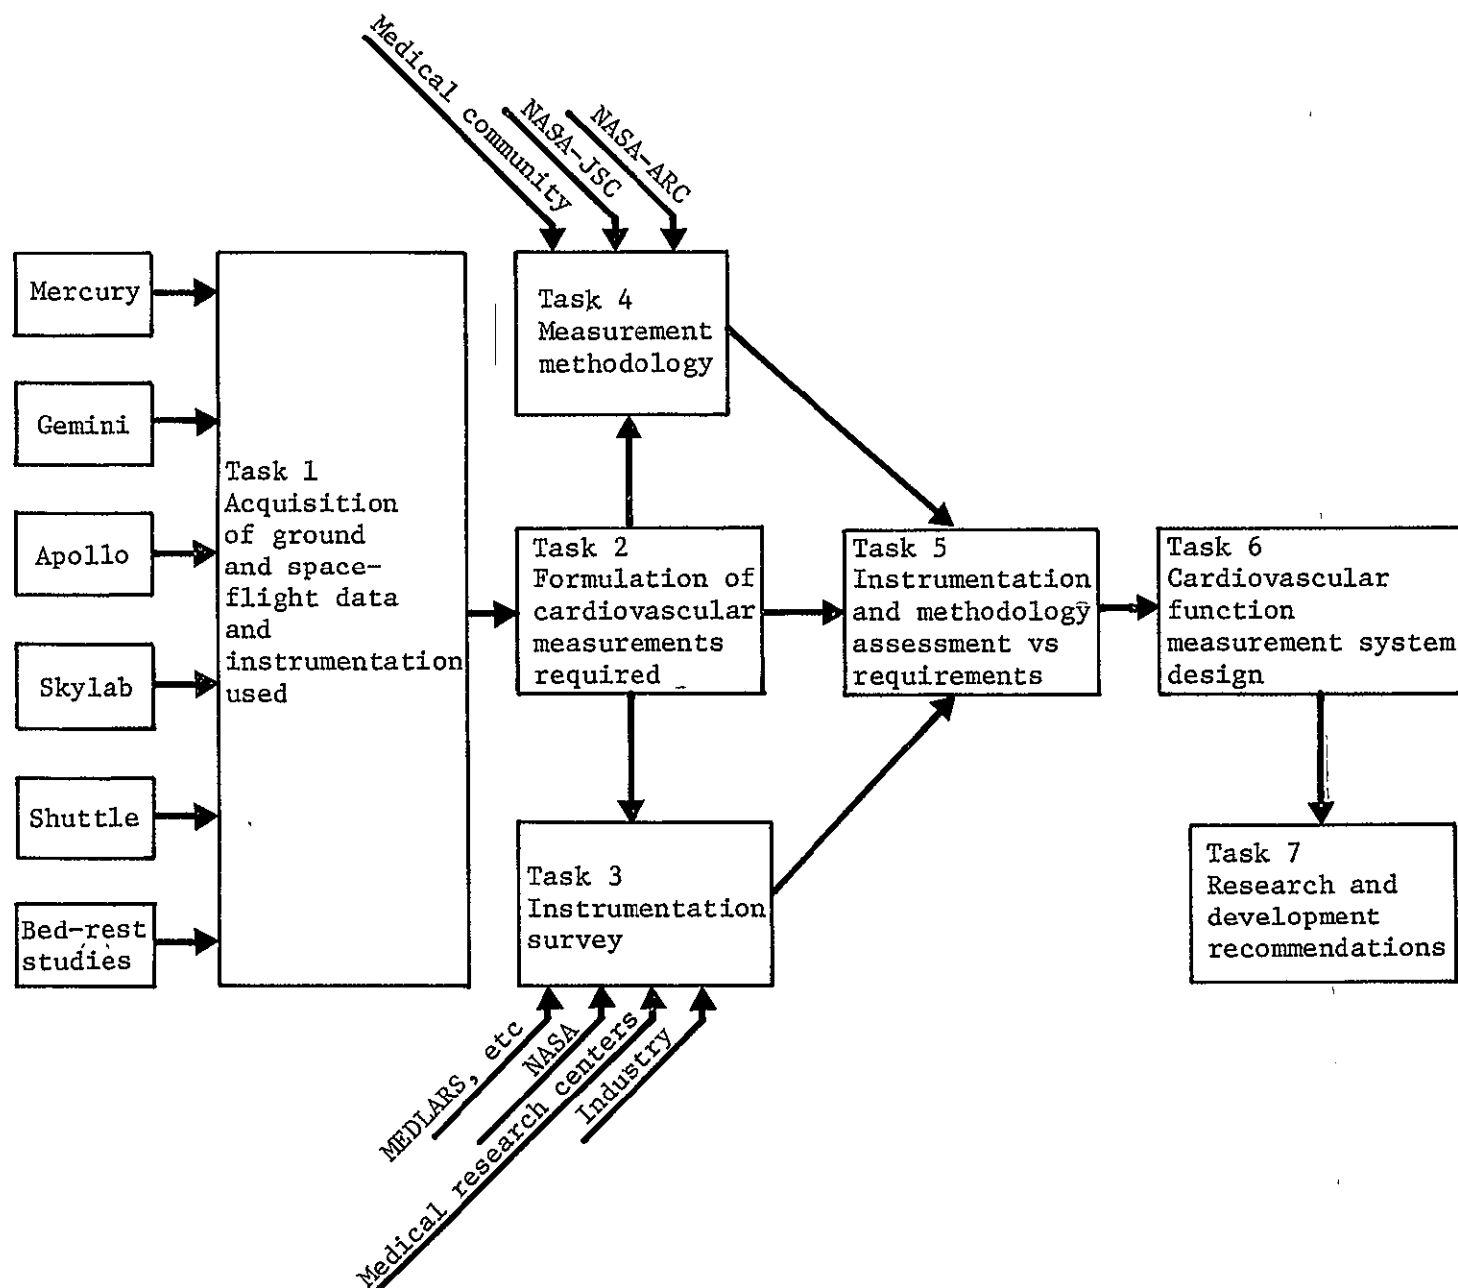 Medical
community
NASA-JSC
NASA-ARC
Mercury
Gemini
Apollo
Skylab
Shuttle
Bed-rest
studies
Task 1
Acquisition
of ground
and space-
flight data
and
instrumentation
used
Task 4
Measurement
methodology
Task 2
Formulation of
cardiovascular
measurements
required
Task 3
Instrumentation
survey
MEDLARS, etc
NASA
Medical research centers
Industry
Task 5
Instrumentation
and methodology
assessment vs
requirements
Task 6
Cardiovascular
function
measurement system
design
Task 7
Research and
development
recommendations